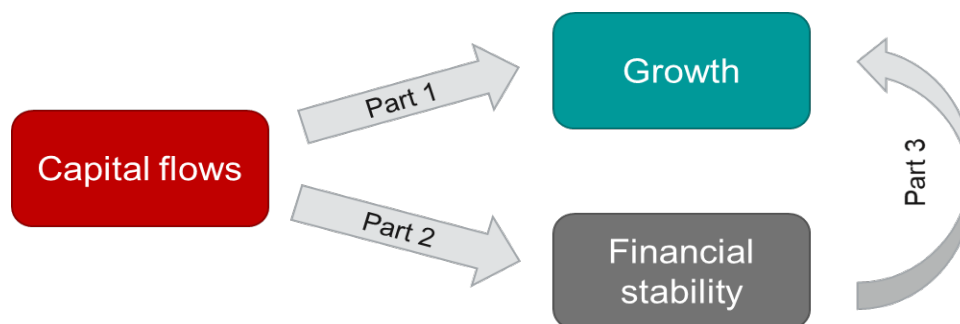 Capital flows
Part 1
Growth
Part 2
Financial
stability
Part 3